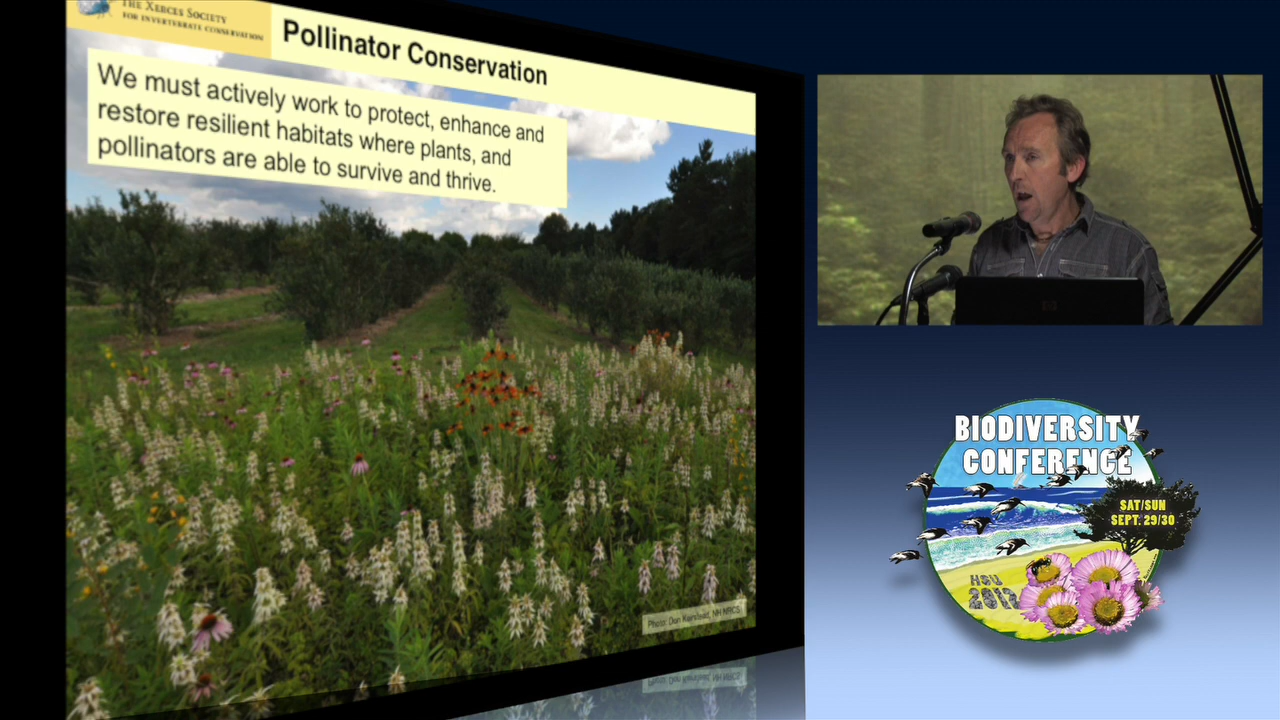 THE XERCES SOCIETY
FOR INVERTEBRATE CONSERVATION
Pollinator Conservation
We must actively work to protect, enhance and
restore resilient habitats where plants, and
pollinators are able to survive and thrive.
Photo: Don Keirstead, NH NRCS
BIODIVERSITY
CONFERENCE
SAT/SUN
SEPT. 29/30
HSU
2012
hp